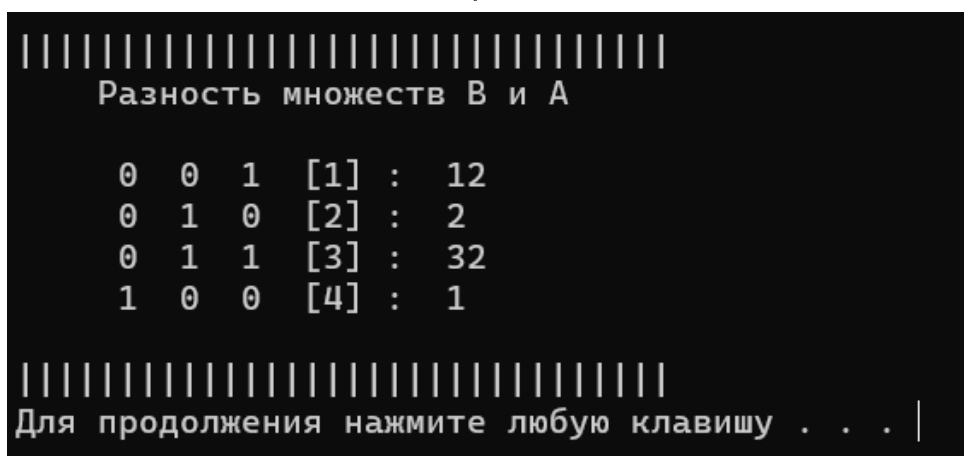 ||||||||||||||||||||||||||||||||
Разность множеств B и A
0 0 1 [1] : 12
0 1 0 [2] : 2
0 1 1 [3] : 32
1 0 0 [4] : 1
||||||||||||||||||||||||||||||||
Для продолжения нажмите любую клавишу . . .